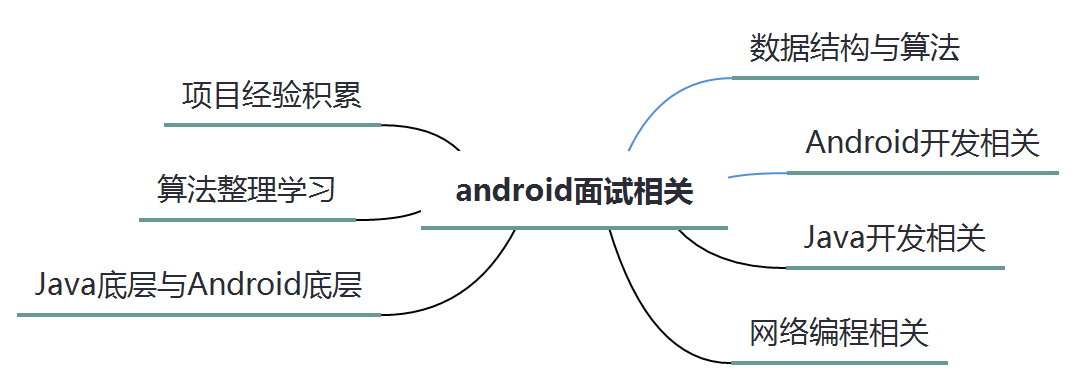 android面试相关
数据结构与算法
Android开发相关
Java开发相关
网络编程相关
项目经验积累
算法整理学习
Java底层与Android底层